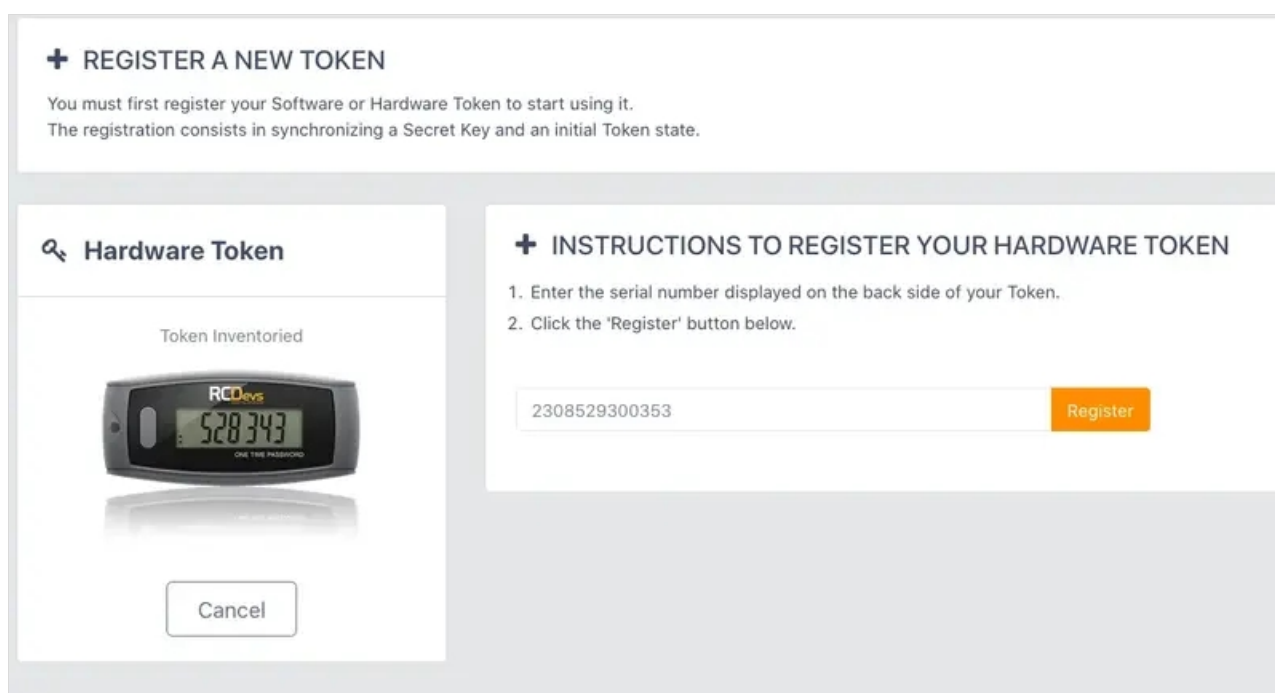 REGISTER A NEW TOKEN
You must first register your Software or Hardware Token to start using it.
The registration consists in synchronizing a Secret Key and an initial Token state.
Hardware Token
Token Inventoried
RCDevs
528343
ONE TIME PASSWORD
Cancel
INSTRUCTIONS TO REGISTER YOUR HARDWARE TOKEN
1. Enter the serial number displayed on the back side of your Token.
2. Click the 'Register' button below.
2308529300353
Register